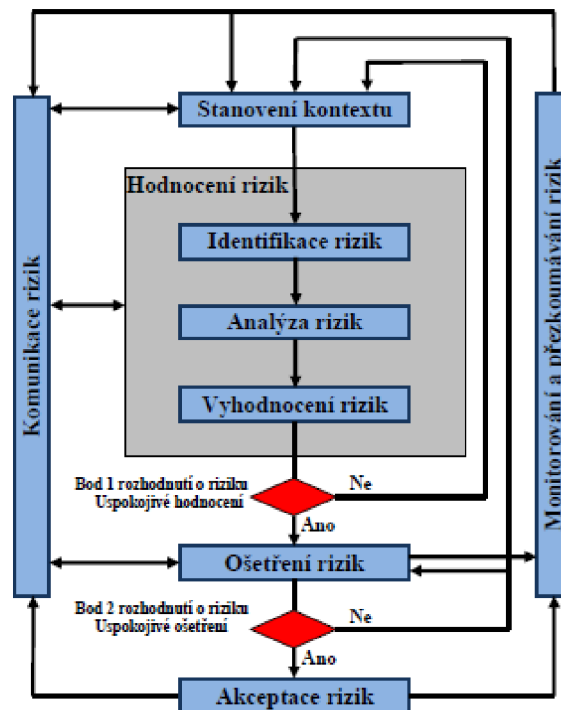 Stanovení kontextu
Hodnocení rizik
Identifikace rizik
Analýza rizik
Vyhodnocení rizik
Bod 1 rozhodnutí o riziku
Uspokojivé hodnocení
Ne
Ano
Ošetření rizik
Bod 2 rozhodnutí o riziku
Uspokojivé ošetření
Ne
Ano
Akceptace rizik
Komunikace rizik
Monitorování a přezkoumávání rizik